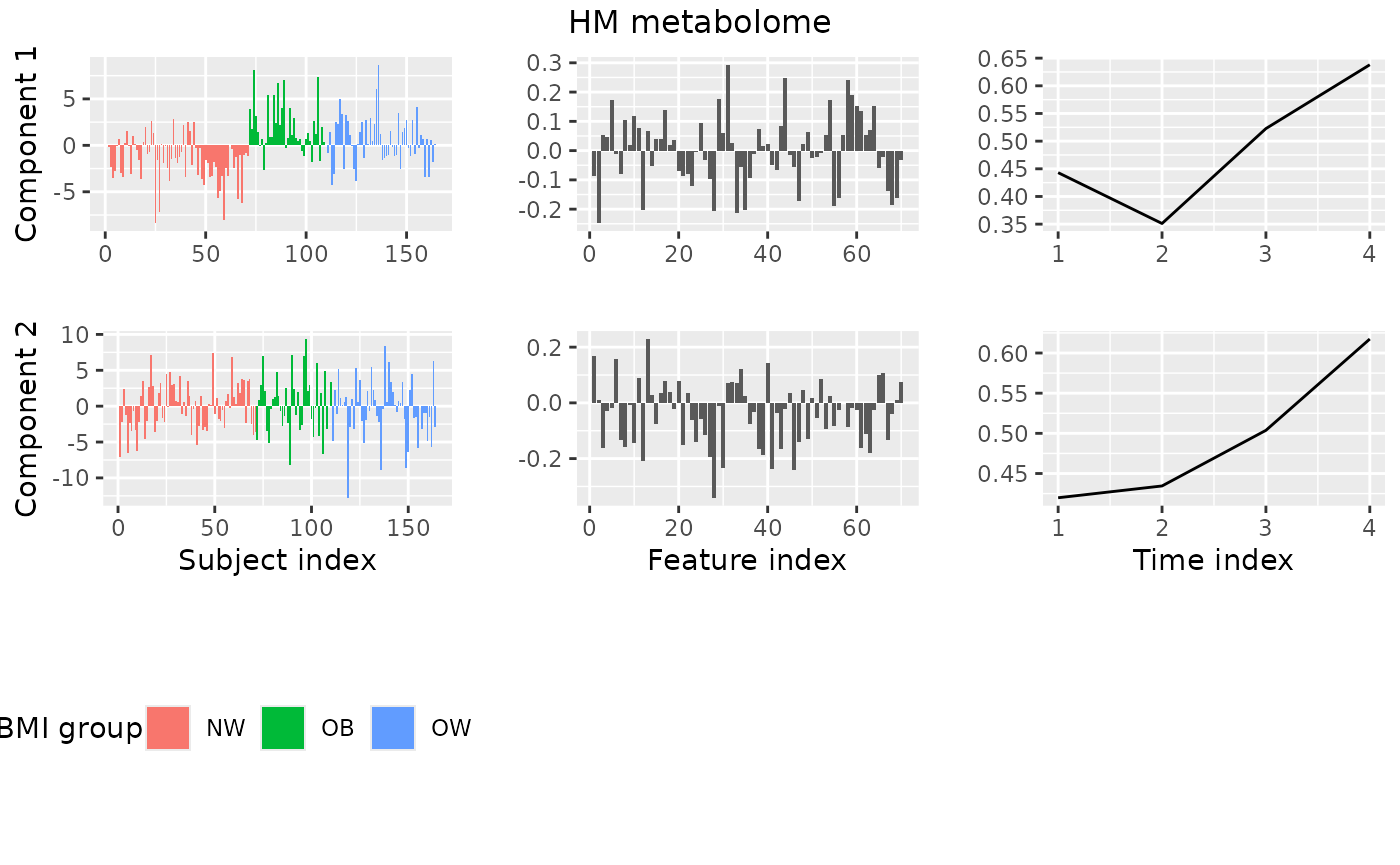 HM metabolome
Component 1
5
0
-5
0 50 100 150
0.3
0.2
0.1
0.0
-0.1
-0.2
0 20 40 60
0.65
0.60
0.55
0.50
0.45
0.40
0.35
1 2 3 4
Component 2
10
5
0
-5
-10
0 50 100 150
Subject index
0.2
0.0
-0.2
0 20 40 60
Feature index
0.60
0.55
0.50
0.45
1 2 3 4
Time index
BMI group NW OB OW